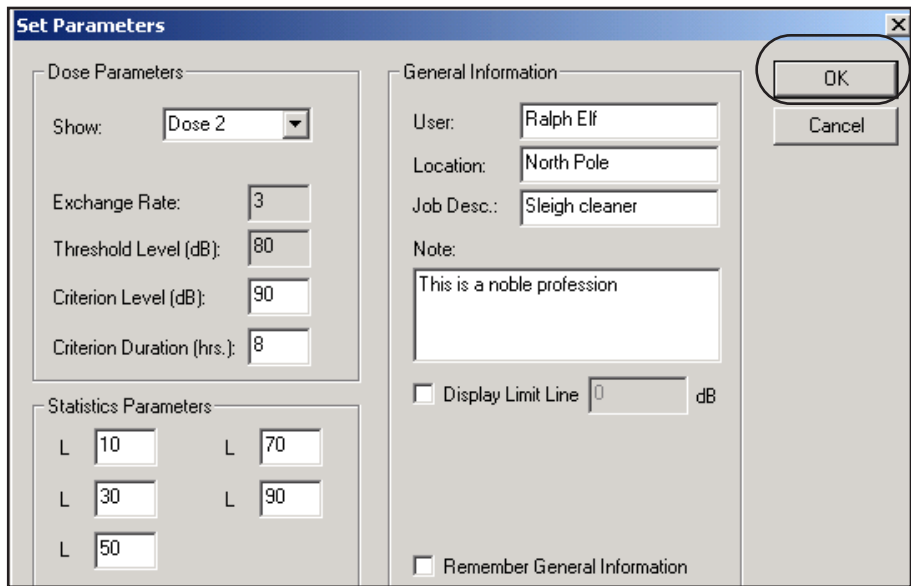 Set Parameters
Dose Parameters
Show: Dose 2
Exchange Rate: 3
Threshold Level (dB): 80
Criterion Level (dB): 90
Criterion Duration (hrs.): 8
Statistics Parameters
L 10 L 70
L 30 L 90
L 50
General Information
User: Ralph Elf
Location: North Pole
Job Desc.: Sleigh cleaner
Note:
This is a noble profession
Display Limit Line 0 dB
Remember General Information
OK
Cancel